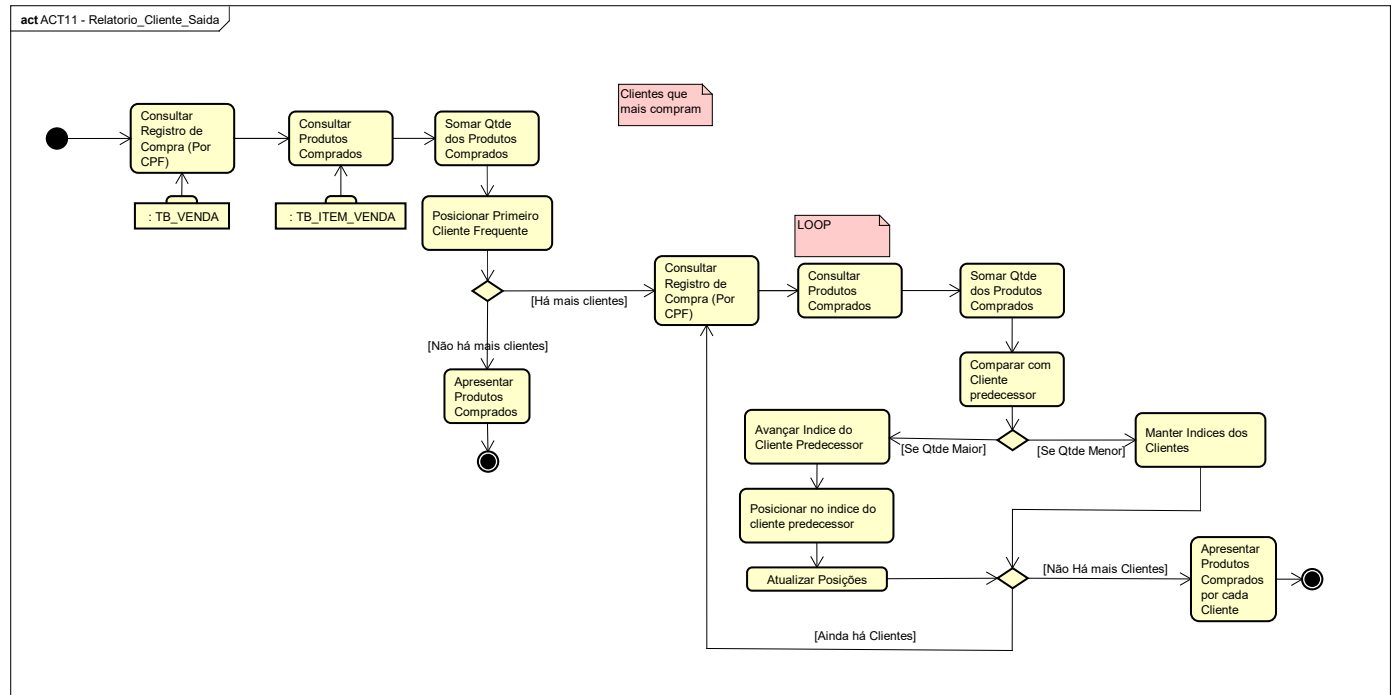 act ACT11 - Relatorio_Cliente_Saida
Clientes que
mais compram
Consultar
Registro de
Compra (Por
CPF)
Consultar
Produtos
Comprados
Somar Qtde
dos Produtos
Comprados
: TB_VENDA
: TB_ITEM_VENDA
Posicionar Primeiro
Cliente Frequente
LOOP
[Há mais clientes]
Consultar
Registro de
Compra (Por
CPF)
Consultar
Produtos
Comprados
Somar Qtde
dos Produtos
Comprados
[Não há mais clientes]
Apresentar
Produtos
Comprados
Comparar com
Cliente
predecessor
Avançar Indice do
Cliente Predecessor
[Se Qtde Maior]
[Se Qtde Menor]
Manter Indices dos
Clientes
Posicionar no indice do
cliente predecessor
Atualizar Posições
[Não Há mais Clientes]
Apresentar
Produtos
Comprados
por cada
Cliente
[Ainda há Clientes]